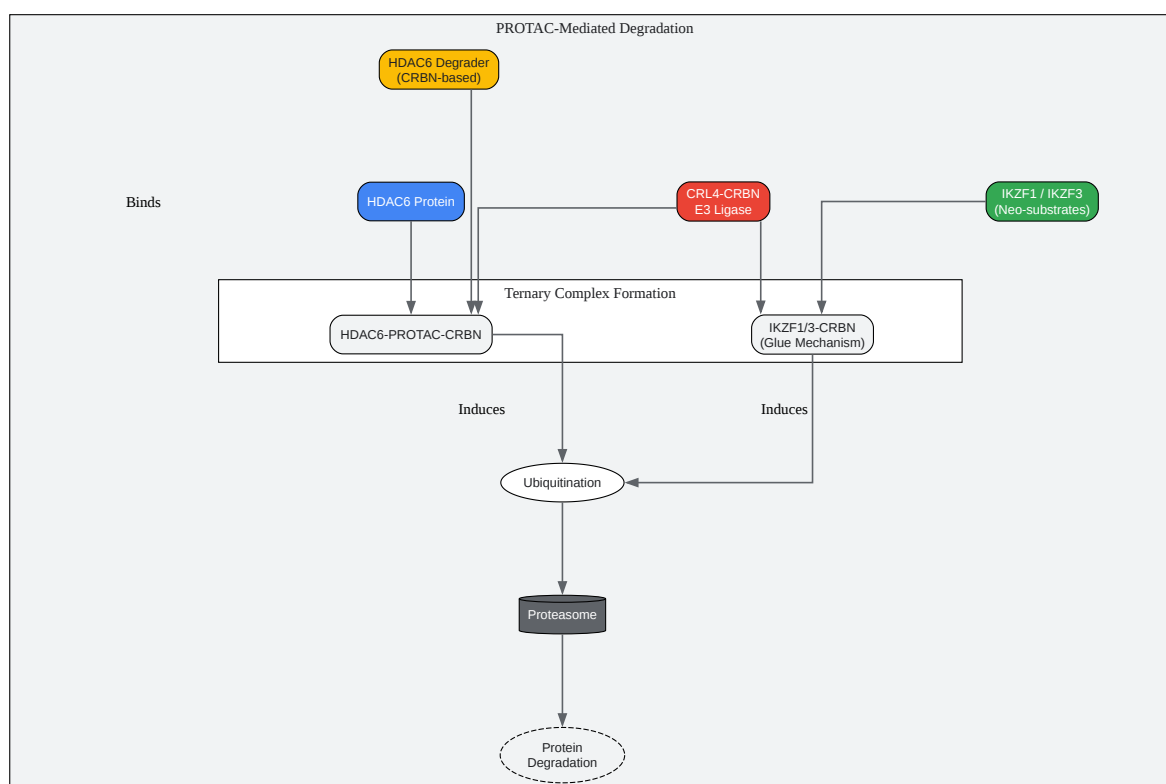 PROTAC-Mediated Degradation
HDAC6 Degrader
(CRBN-based)
Binds
HDAC6 Protein
CRL4-CRBN
E3 Ligase
IKZF1 / IKZF3
(Neo-substrates)
Ternary Complex Formation
HDAC6-PROTAC-CRBN
IKZF1/3-CRBN
(Glue Mechanism)
Induces
Induces
Ubiquitination
Proteasome
Protein
Degradation